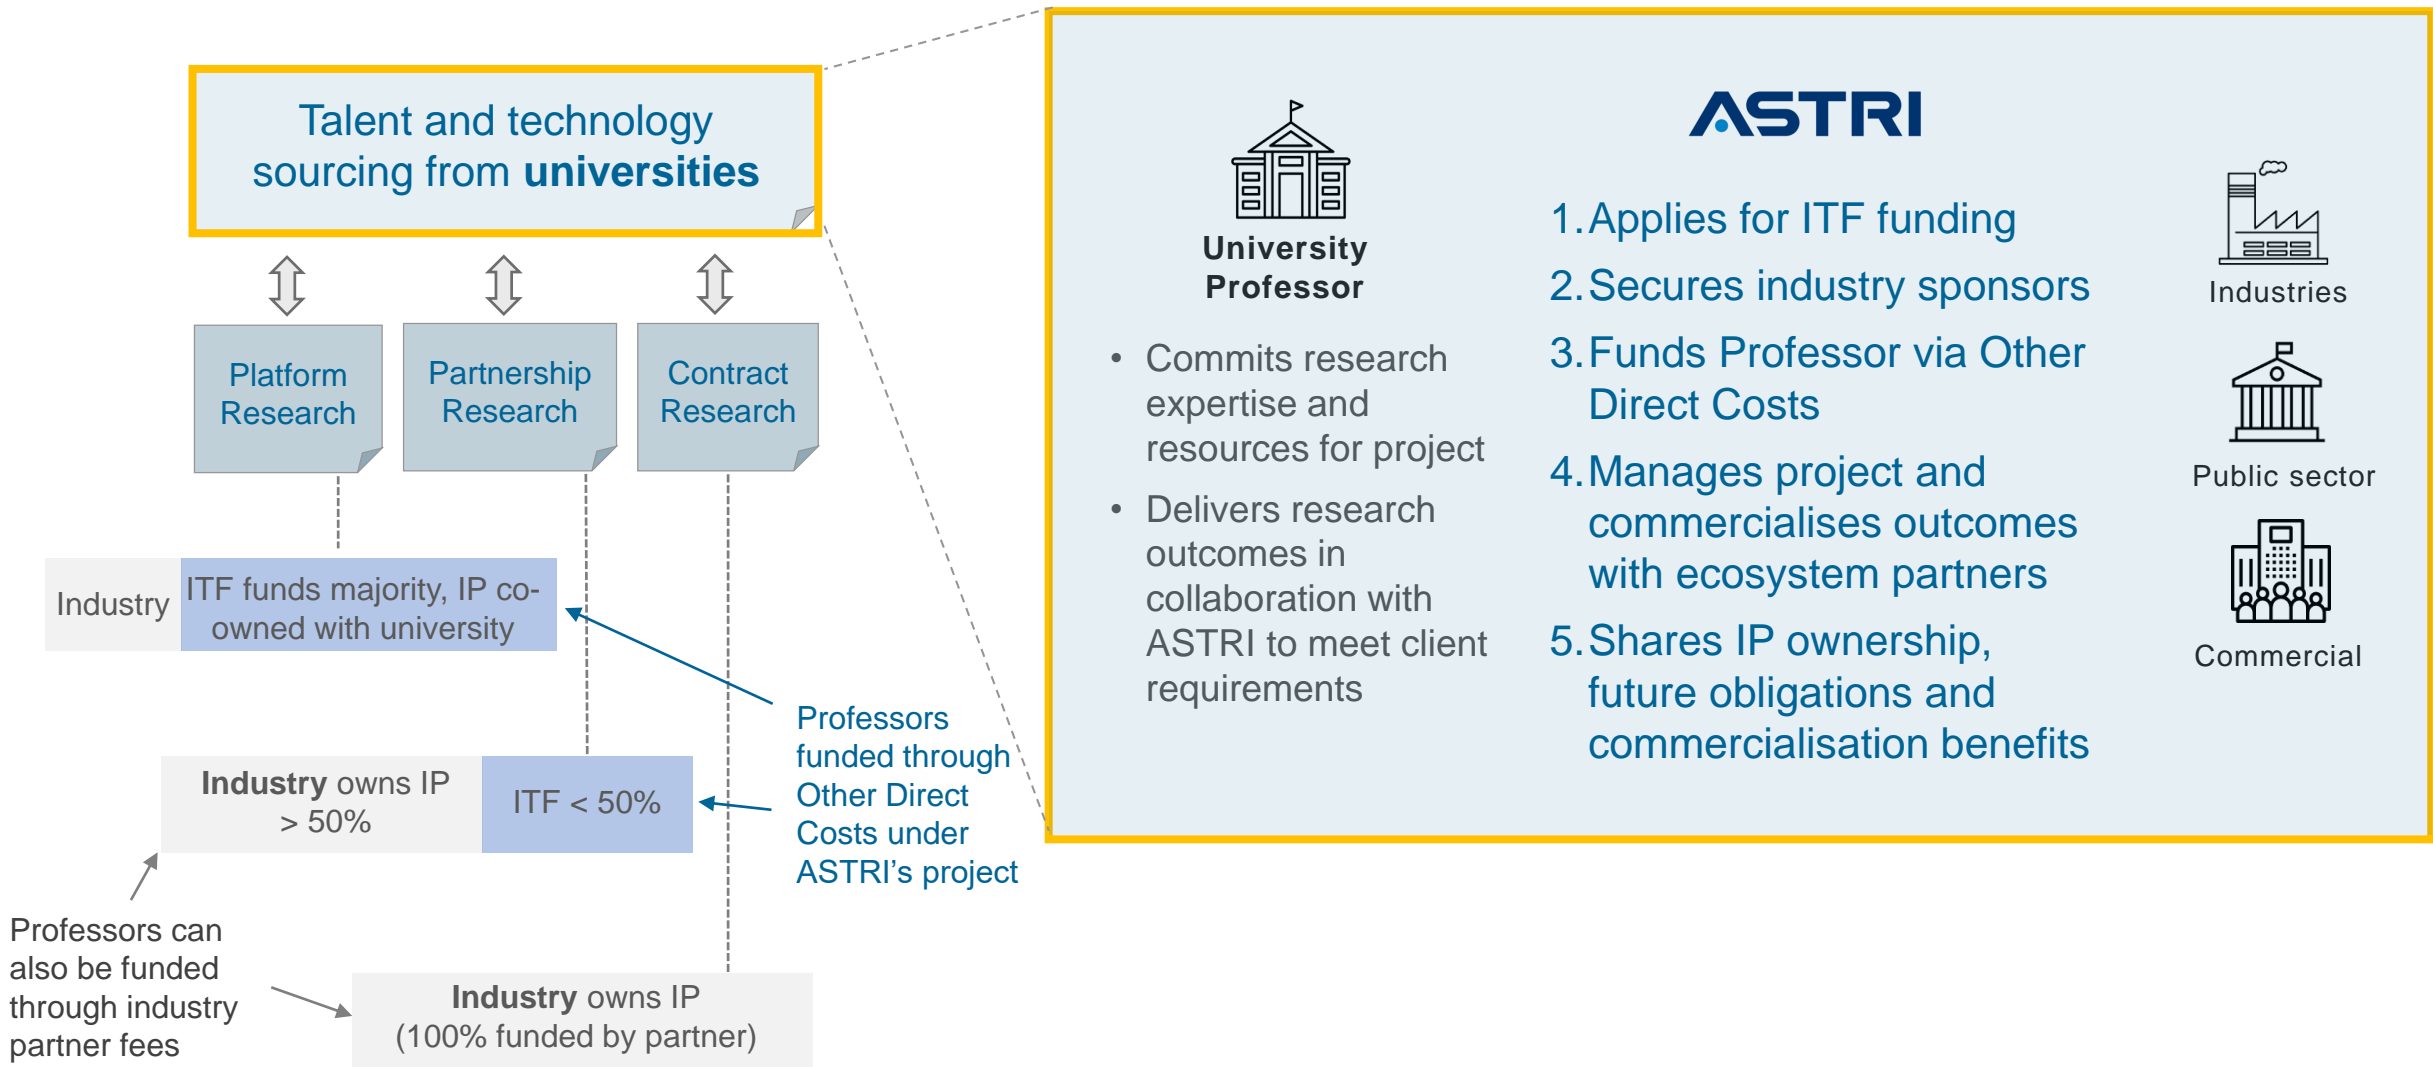 Talent and technology
sourcing from universities
Platform
Research
Partnership
Research
Contract
Research
Industry
ITF funds majority, IP co-
owned with university
Industry owns IP
> 50%
ITF < 50%
Professors
funded through
Other Direct
Costs under
ASTRI’s project
Professors can
also be funded
through industry
partner fees
Industry owns IP
(100% funded by partner)
University
Professor
• Commits research
expertise and
resources for project
• Delivers research
outcomes in
collaboration with
ASTRI to meet client
requirements
ASTRI
1. Applies for ITF funding
2. Secures industry sponsors
3. Funds Professor via Other
Direct Costs
4. Manages project and
commercialises outcomes
with ecosystem partners
5. Shares IP ownership,
future obligations and
commercialisation benefits
Industries
Public sector
Commercial